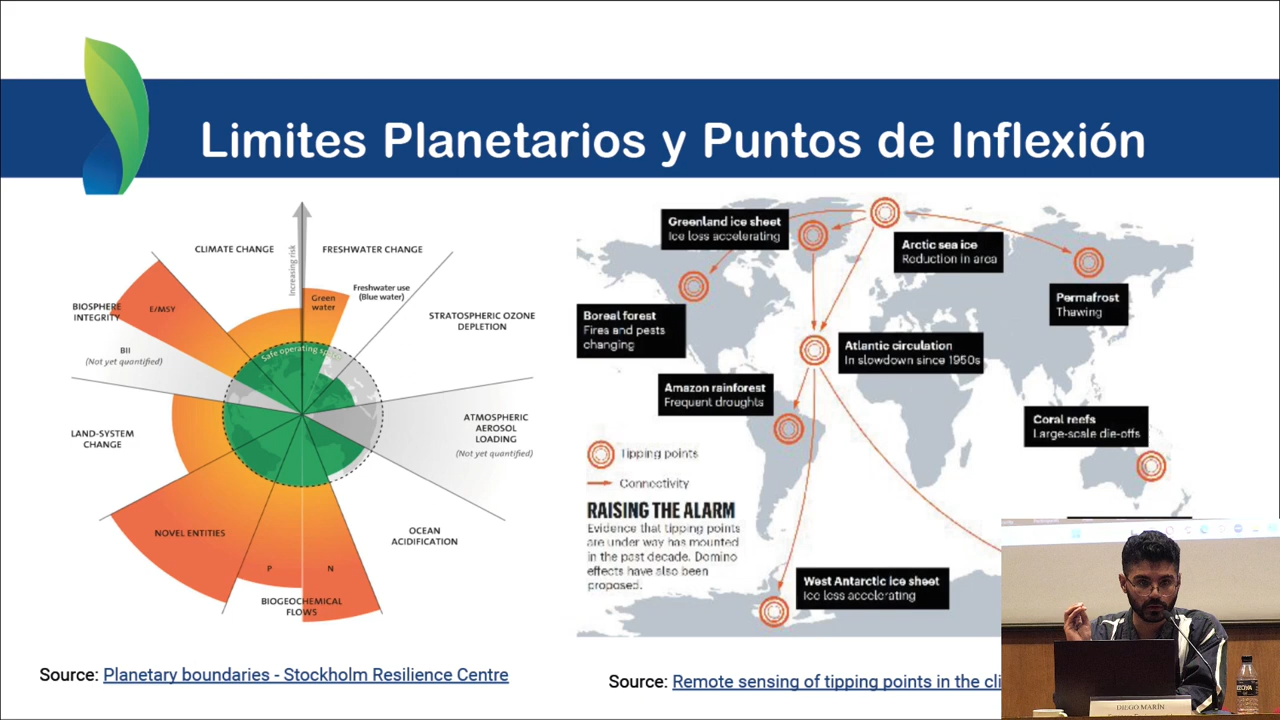 Limites Planetarios y Puntos de Inflexión
CLIMATE CHANGE
FRESHWATER CHANGE
Increasing risk
BIOSPHERE
INTEGRITY
E/MSY
Green
water
Freshwater use
(Blue water)
STRATOSPHERIC OZONE
DEPLETION
BII
(Not yet quantified)
Safe operating sp
LAND-SYSTEM
CHANGE
ATMOSPHERIC
AEROSOL
LOADING
(Not yet quantified)
NOVEL ENTITIES
OCEAN
ACIDIFICATION
P
N
BIOGEOCHEMICAL
FLOWS
Source: Planetary boundaries - Stockholm Resilience Centre
Greenland ice sheet
Ice loss accelerating
Arctic sea ice
Reduction in area
Boreal forest
Fires and pests
changing
Permafrost
Thawing
Atlantic circulation
In slowdown since 1950s
Amazon rainforest
Frequent droughts
Coral reefs
Large-scale die-offs
Tipping points
Connectivity
RAISING THE ALARM
Evidence that tipping points
are under way has mounted
in the past decade. Domino
effects have also been
proposed.
West Antarctic ice sheet
Ice loss accelerating
Source: Remote sensing of tipping points in the cli
DIEGO MARÍN